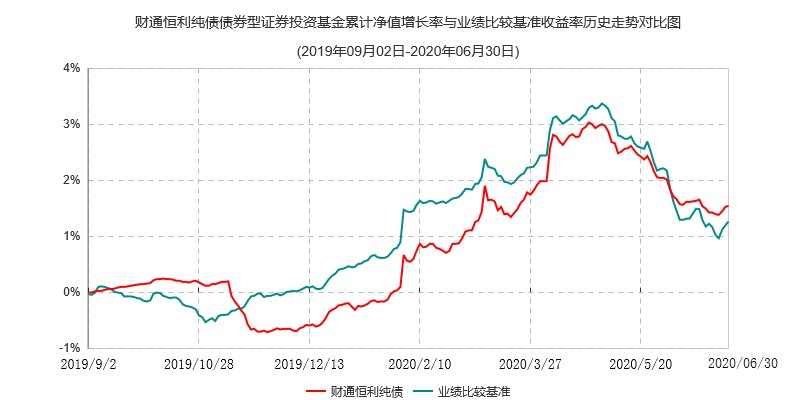 财通恒利纯债债券型证券投资基金累计净值增长率与业绩比较基准收益率历史走势对比图
(2019年09月02日-2020年06月30日)
4%
3%
2%
1%
0%
-1%
2019/9/2 2019/10/28 2019/12/13 2020/2/10 2020/3/27 2020/5/20 2020/06/30
财通恒利纯债 业绩比较基准